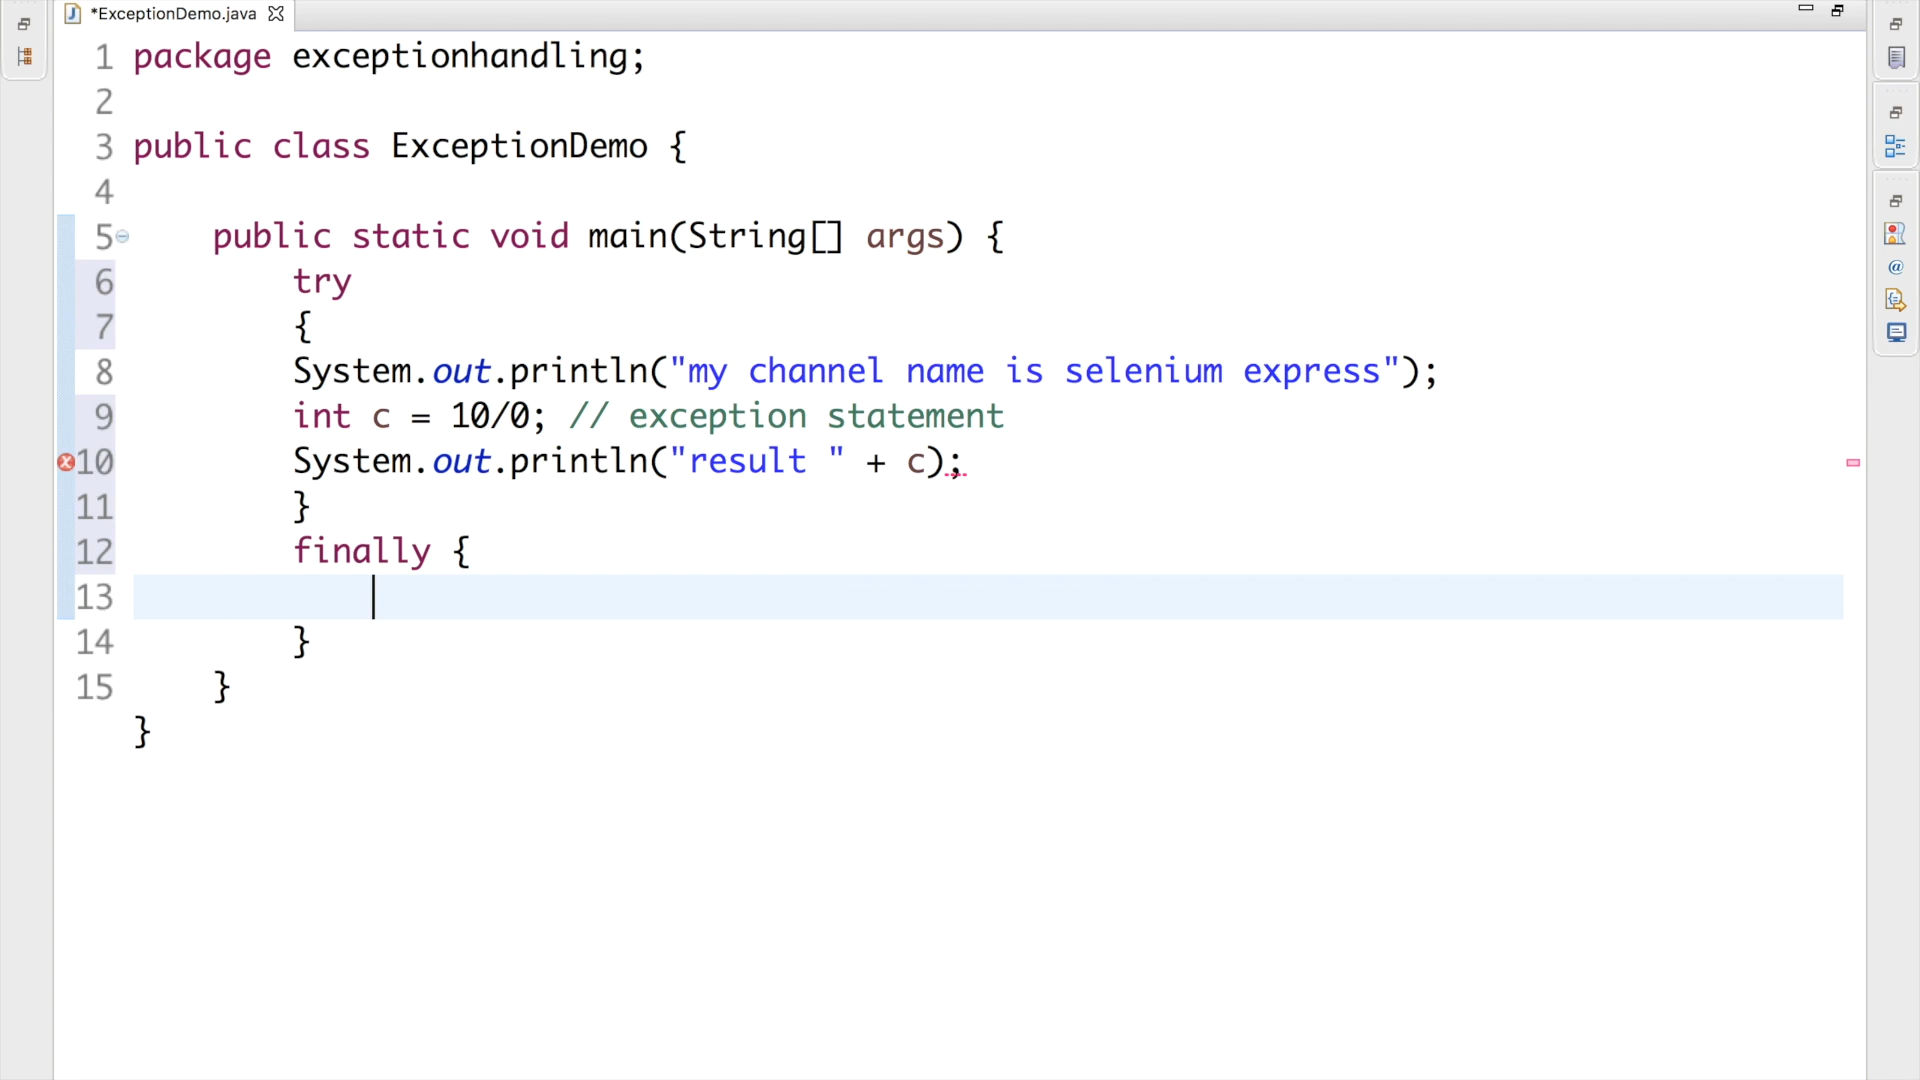 *ExceptionDemo.java
1 package exceptionhandling;
2
3 public class ExceptionDemo {
4
5 public static void main(String[] args) {
6 try
7 {
8 System.out.println("my channel name is selenium express");
9 int c = 10/0; // exception statement
10 System.out.println("result " + c);
11 }
12 finally {
13
14 }
15 }
}